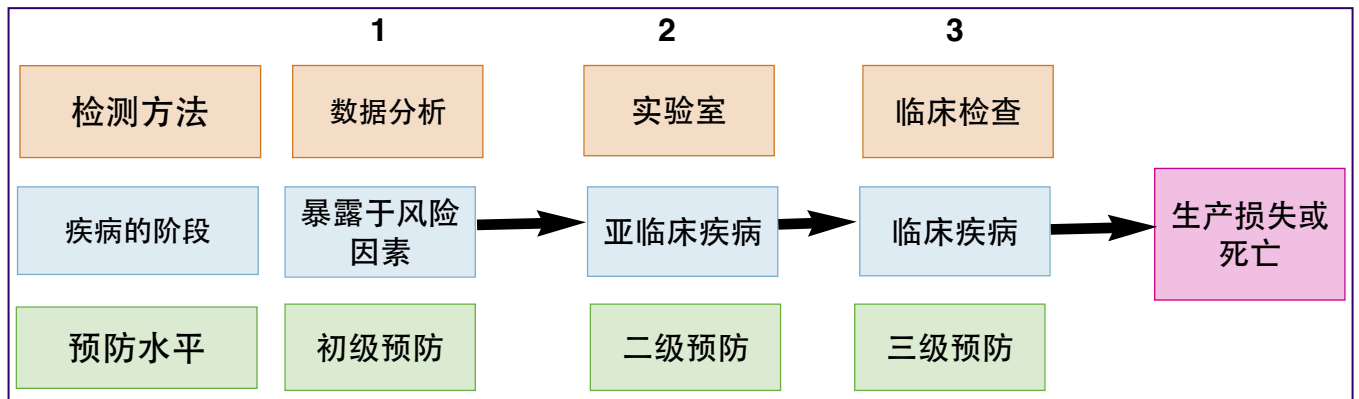 1 2 3
检测方法 数据分析 实验室 临床检查
疾病的阶段 暴露于风险
因素 亚临床疾病 临床疾病 生产损失或
死亡
预防水平 初级预防 二级预防 三级预防